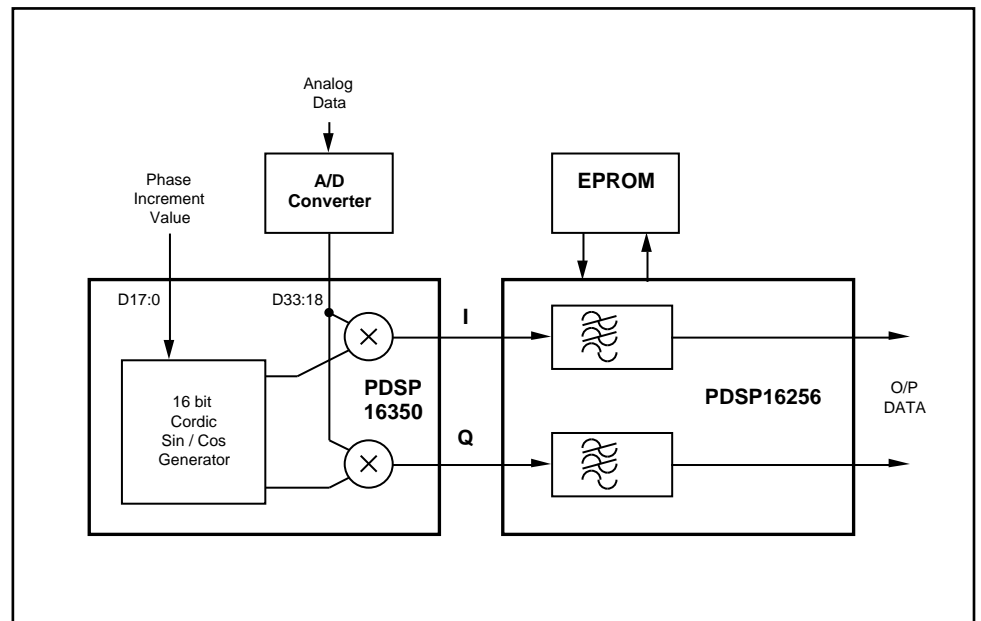 Analog
Data
A/D
Converter
EPROM
Phase
Increment
Value
D17:0
D33:18
I
PDSP
16350
PDSP16256
16 bit
Cordic
Sin / Cos
Generator
O/P
DATA
Q